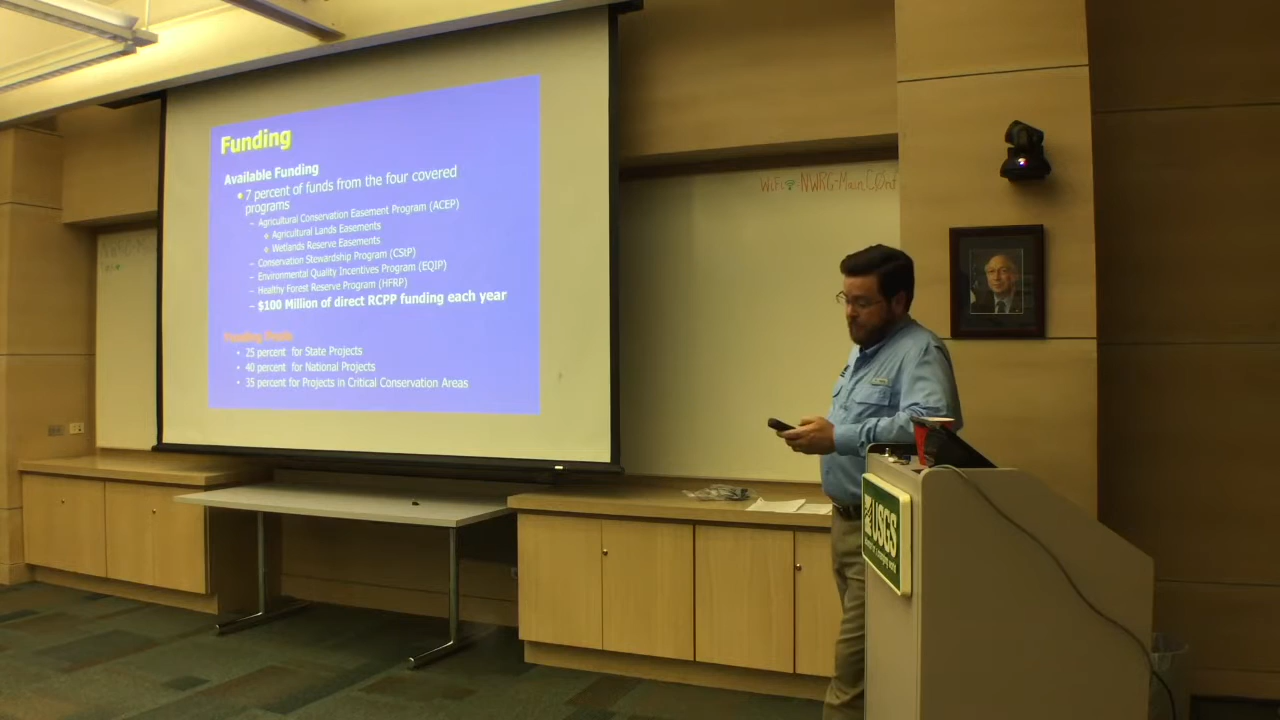 Funding
Available Funding
7 percent of funds from the four covered
programs
– Agricultural Conservation Easement Program (ACEP)
Agricultural Lands Easements
Wetlands Reserve Easements
– Conservation Stewardship Program (CStP)
– Environmental Quality Incentives Program (EQIP)
– Healthy Forest Reserve Program (HFRP)
– $100 Million of direct RCPP funding each year
• 25 percent for State Projects
• 40 percent for National Projects
• 35 percent for Projects in Critical Conservation Areas
WiFi NWRG-Main
USGS